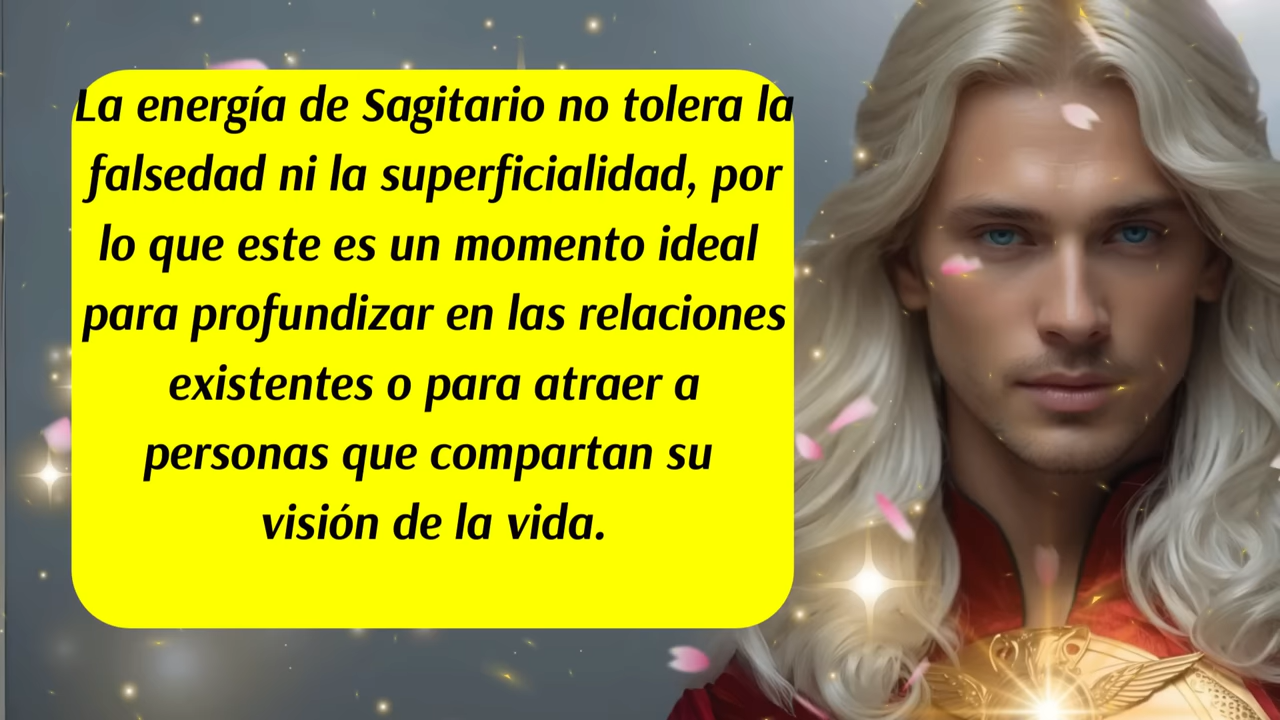 La energía de Sagitario no tolera la
falsedad ni la superficialidad, por
lo que este es un momento ideal
para profundizar en las relaciones
existentes o para atraer a
personas que compartan su
visión de la vida.